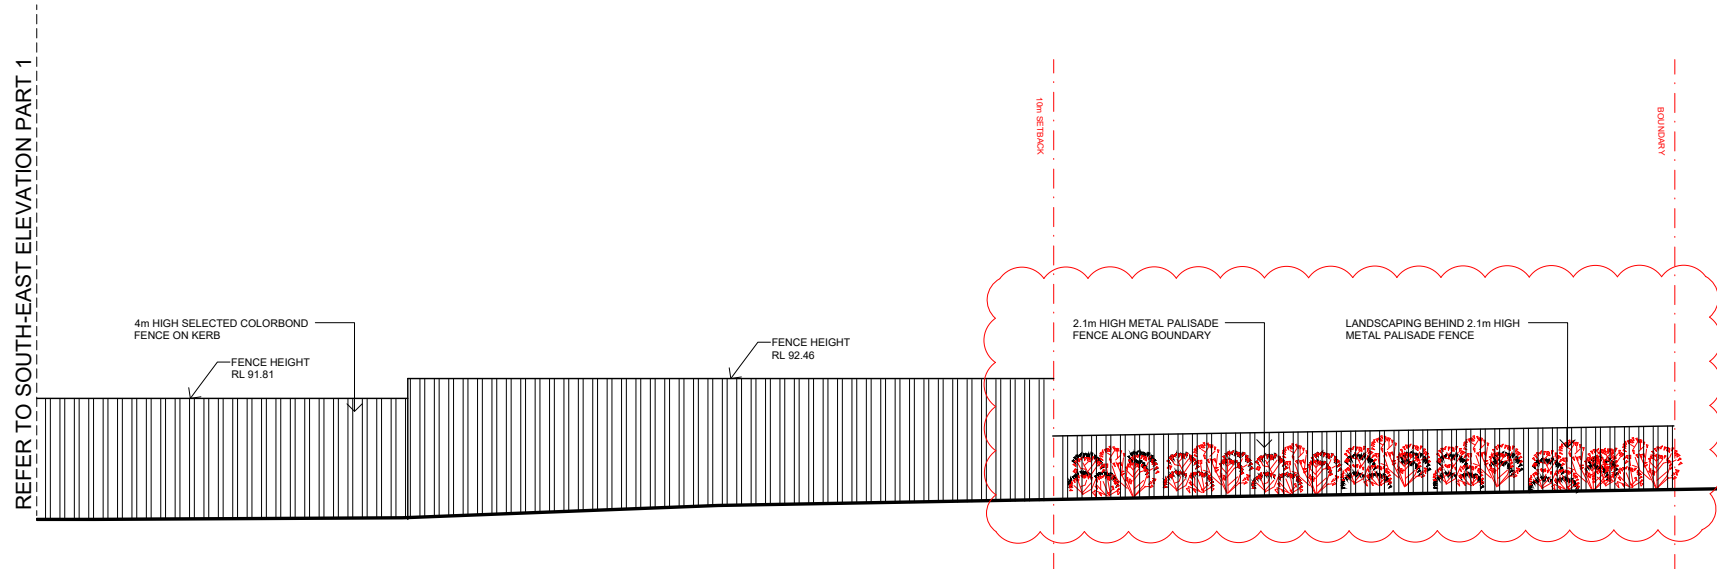 REFER TO SOUTH-EAST ELEVATION PART 1
4m HIGH SELECTED COLORBOND
FENCE ON KERB
FENCE HEIGHT
RL 91.81
FENCE HEIGHT
RL 92.46
10m SETBACK
2.1m HIGH METAL PALISADE
FENCE ALONG BOUNDARY
LANDSCAPING BEHIND 2.1m HIGH
METAL PALISADE FENCE
BOUNDARY